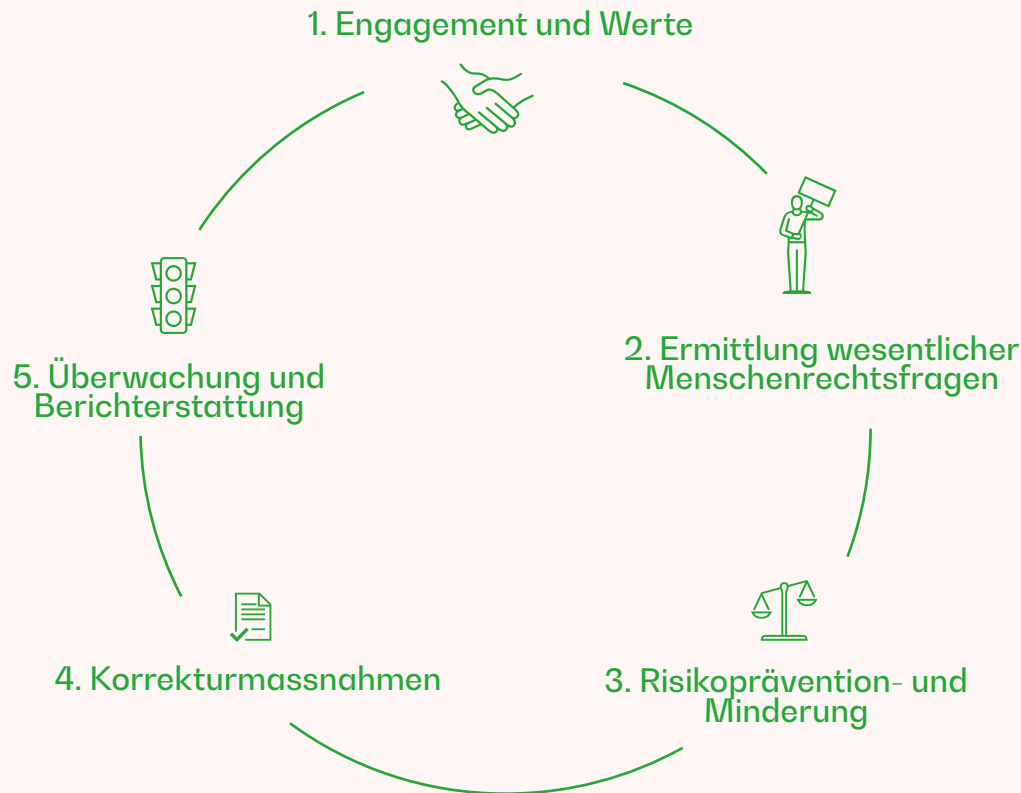 1. Engagement und Werte
2. Ermittlung wesentlicher
Menschenrechtsfragen
3. Risikoprävention- und
Minderung
4. Korrekturmassnahmen
5. Überwachung und
Berichterstattung